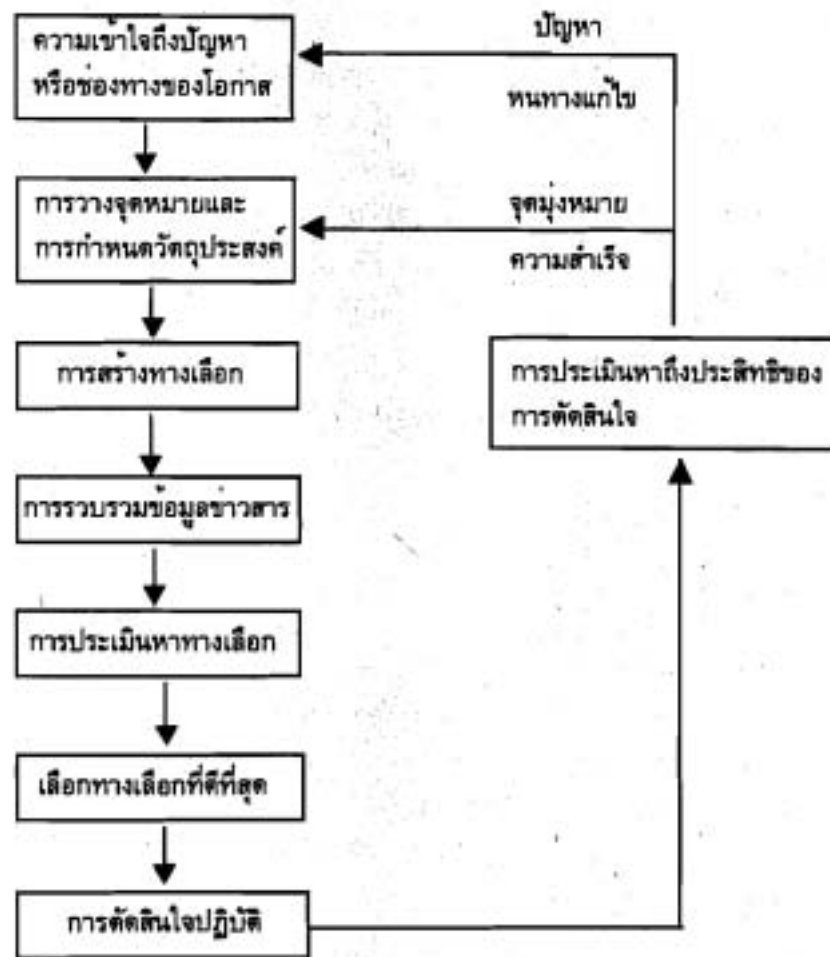 ความเข้าใจถึงปัญหา
หรือช่องทางของโอกาส
การวางจุดหมายและ
การกำหนดวัตถุประสงค์
การสร้างทางเลือก
การรวบรวมข้อมูลข่าวสาร
การประเมินหาทางเลือก
เลือกทางเลือกที่ดีที่สุด
การตัดสินใจปฏิบัติ
ปัญหา
หนทางแก้ไข
จุดมุ่งหมาย
ความสำเร็จ
การประเมินหาถึงประสิทธิของ
การตัดสินใจ